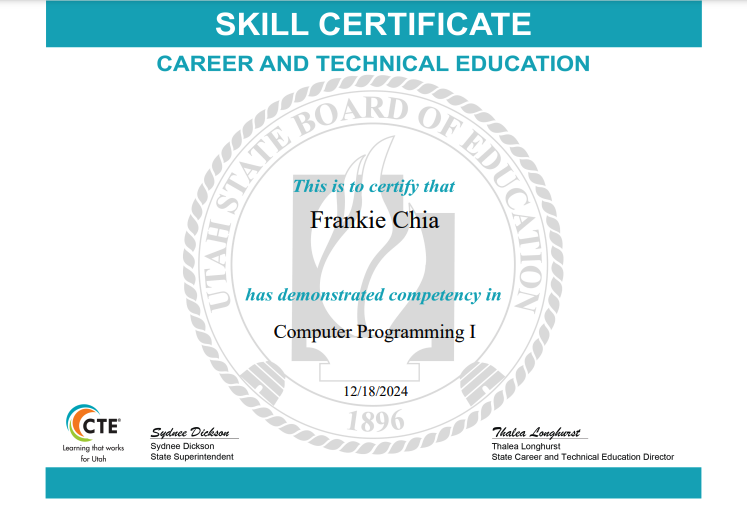 SKILL CERTIFICATE
CAREER AND TECHNICAL EDUCATION
UTAH STATE BOARD OF EDUCATION
This is to certify that
Frankie Chia
has demonstrated competency in
Computer Programming I
12/18/2024
1896
CTE®
Learning that works
for Utah
Sydnee Dickson
Sydnee Dickson
State Superintendent
Thalea Longhurst
Thalea Longhurst
State Career and Technical Education Director